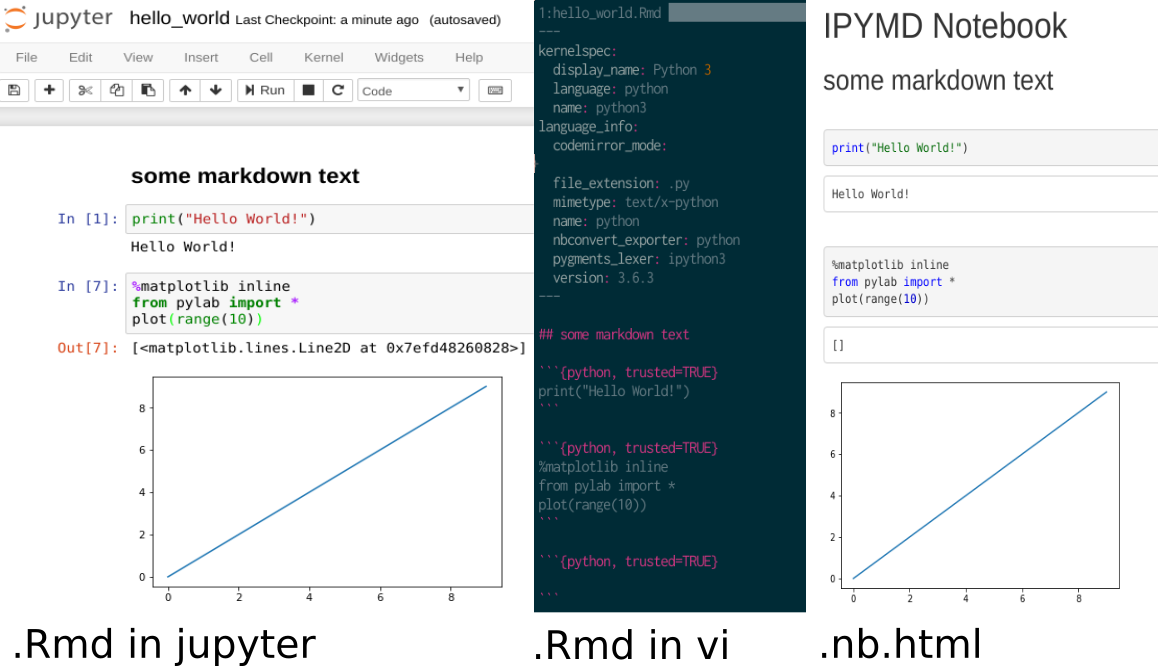 jupyter hello_world Last Checkpoint: a minute ago (autosaved)
File Edit View Insert Cell Kernel Widgets Help
Run Code
some markdown text
In [1]: print("Hello World!")
Hello World!
In [7]: %matplotlib inline
from pylab import *
plot(range(10))
Out[7]: [<matplotlib.lines.Line2D at 0x7efd48260828>]
8
6
4
2
0
0 2 4 6 8
.Rmd in jupyter
1:hello_world.Rmd
---
kernelspec:
display_name: Python 3
language: python
name: python3
language_info:
codemirror_mode:
}
file_extension: .py
mimetype: text/x-python
name: python
nbconvert_exporter: python
pygments_lexer: ipython3
version: 3.6.3
---
## some markdown text
```{python, trusted=TRUE}
print("Hello World!")
```
```{python, trusted=TRUE}
%matplotlib inline
from pylab import *
plot(range(10))
```
```{python, trusted=TRUE}
```
.Rmd in vi
IPYMD Notebook
some markdown text
print("Hello World!")
Hello World!
%matplotlib inline
from pylab import *
plot(range(10))
[]
8
6
4
2
0
0 2 4 6 8
.nb.html